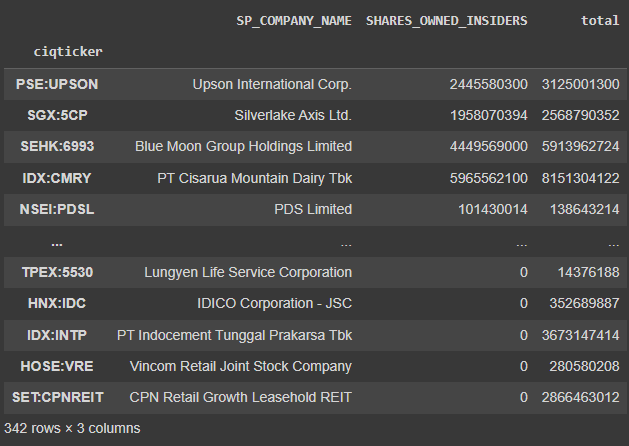 SP_COMPANY_NAME SHARES_OWNED_INSIDERS total
ciqticker
PSE:UPSON Upson International Corp. 2445580300 3125001300
SGX:5CP Silverlake Axis Ltd. 1958070394 2568790352
SEHK:6993 Blue Moon Group Holdings Limited 4449569000 5913962724
IDX:CMRY PT Cisarua Mountain Dairy Tbk 5965562100 8151304122
NSEI:PDSL PDS Limited 101430014 138643214
... ... ... ...
TPEX:5530 Lungyen Life Service Corporation 0 14376188
HNX:IDC IDICO Corporation - JSC 0 352689887
IDX:INTP PT Indocement Tunggal Prakarsa Tbk 0 3673147414
HOSE:VRE Vincom Retail Joint Stock Company 0 280580208
SET:CPNREIT CPN Retail Growth Leasehold REIT 0 2866463012
342 rows × 3 columns